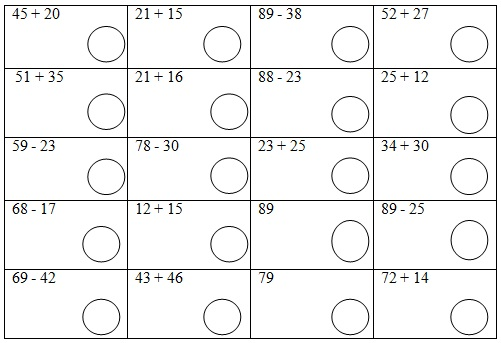 45 + 20 21 + 15 89 - 38 52 + 27
51 + 35 21 + 16 88 - 23 25 + 12
59 - 23 78 - 30 23 + 25 34 + 30
68 - 17 12 + 15 89 89 - 25
69 - 42 43 + 46 79 72 + 14